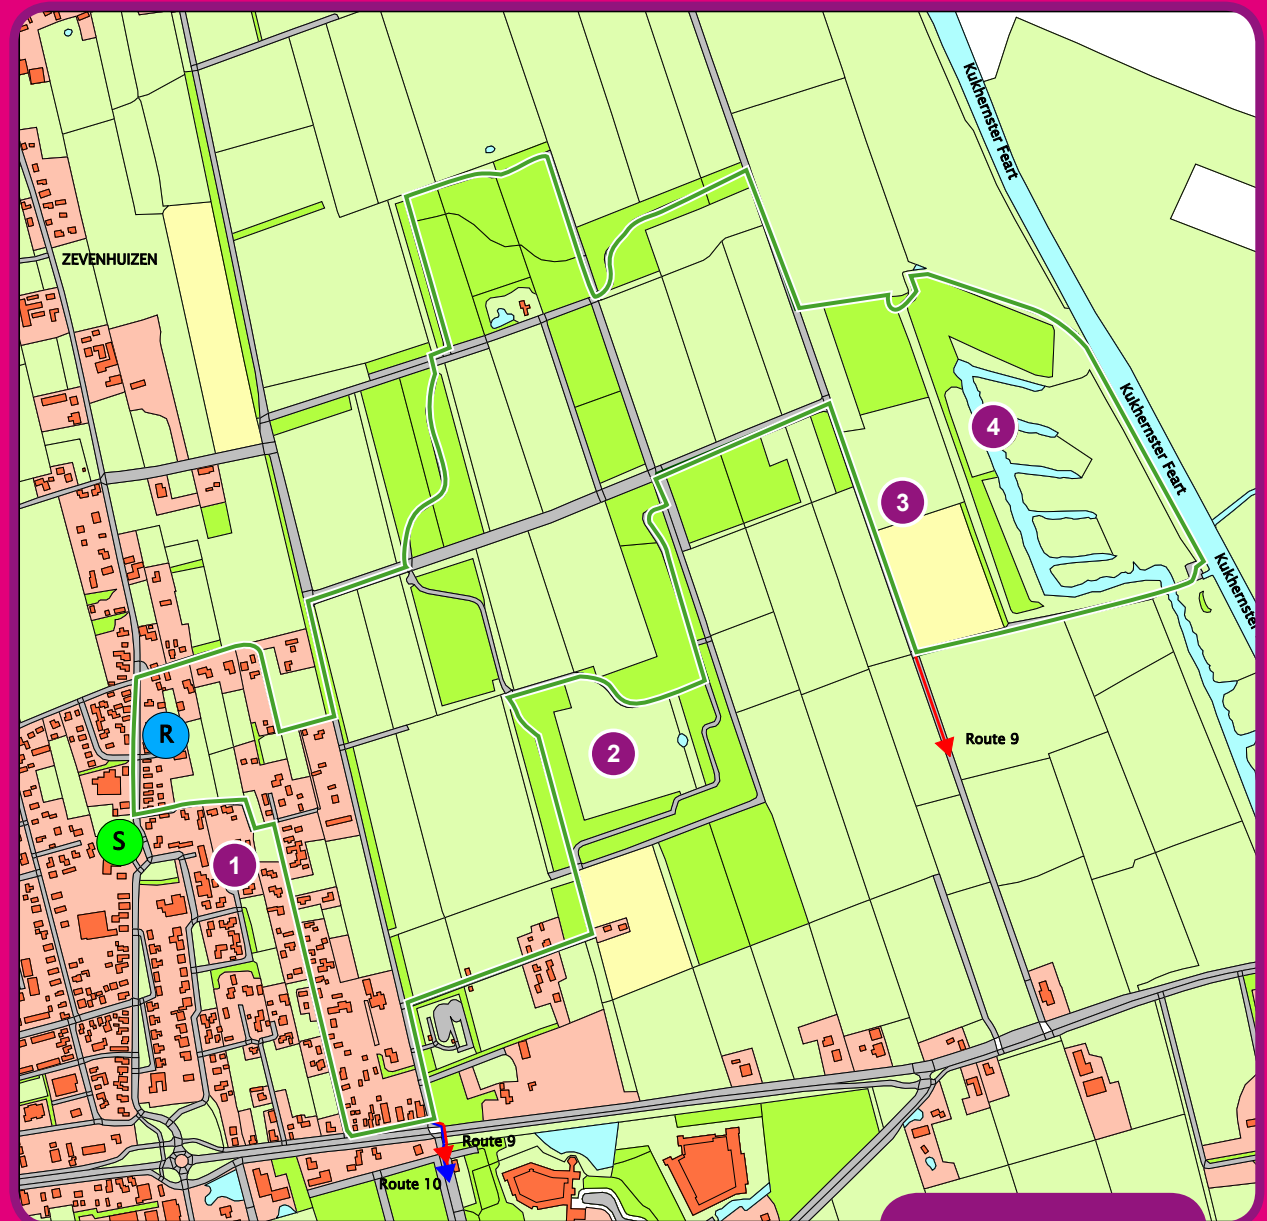 Kukhernster Feart
ZEVENHUIZEN
Kukhernster Feart
4
3
Kukhernster
R
Route 9
2
S
1
Route 9
Route 10